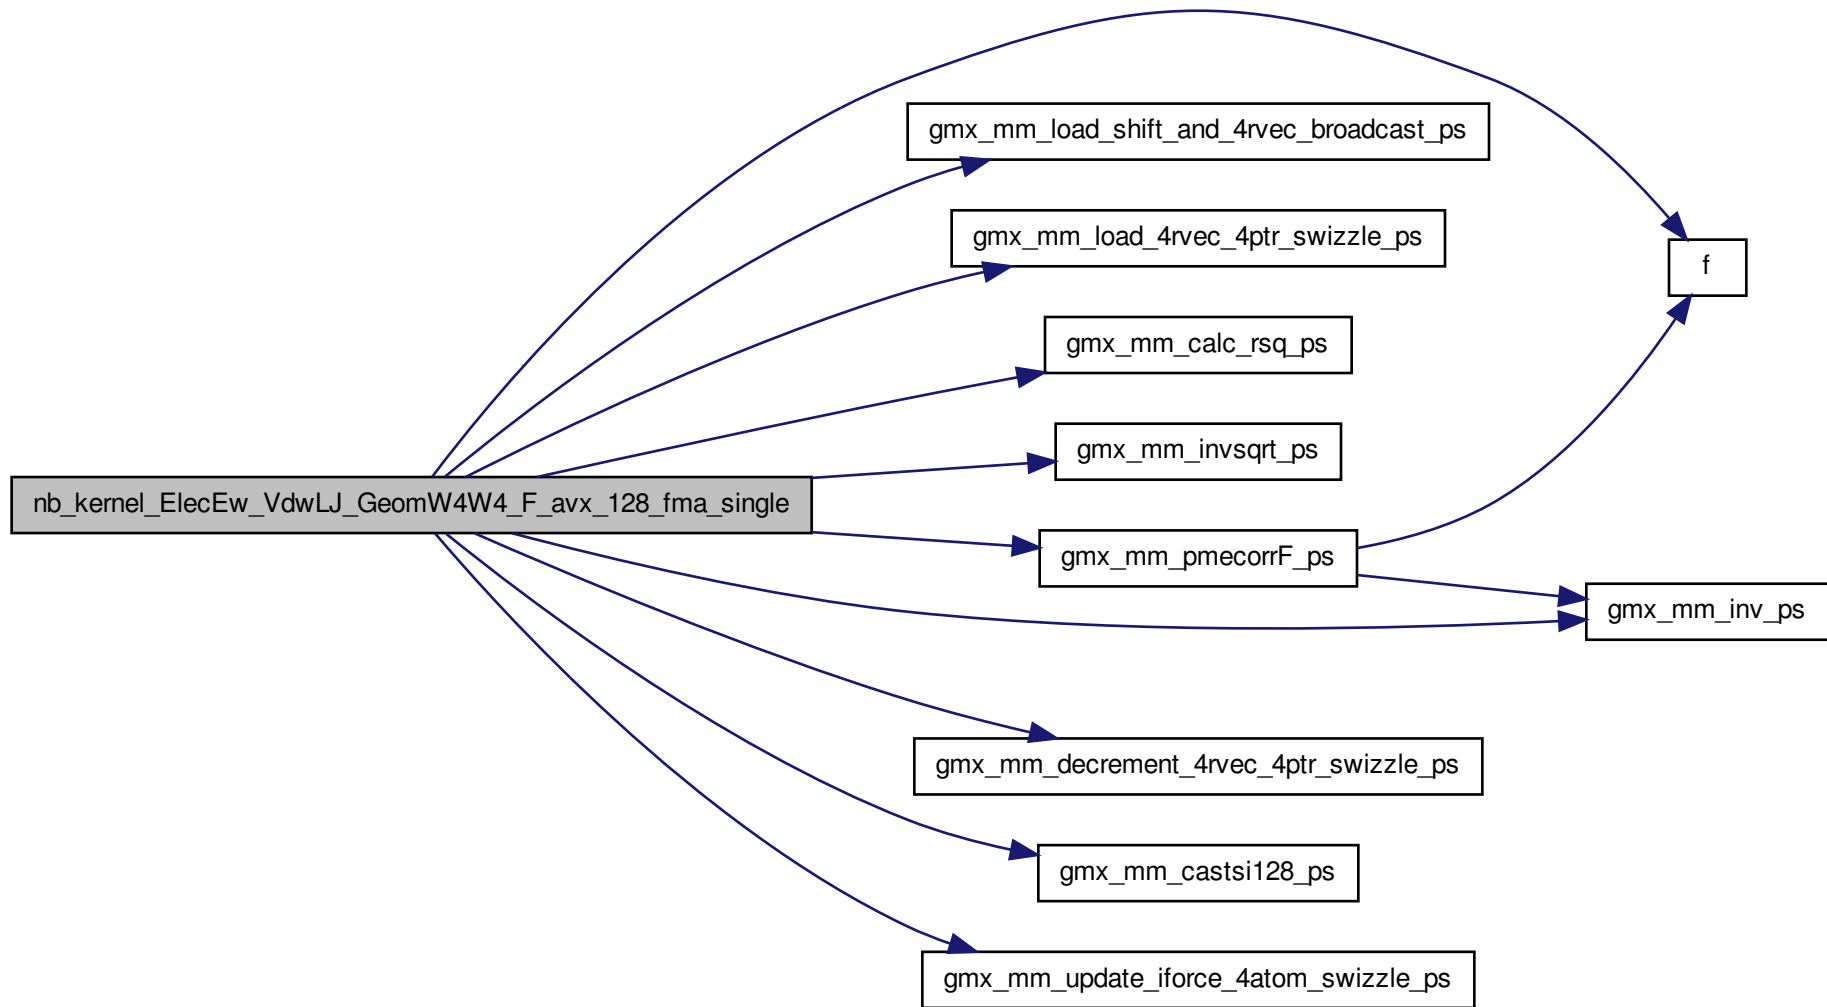 gmx_mm_load_shift_and_4rvec_broadcast_ps
gmx_mm_load_4rvec_4ptr_swizzle_ps
f
gmx_mm_calc_rsq_ps
gmx_mm_invsqrt_ps
nb_kernel_ElecEw_VdwLJ_GeomW4W4_F_avx_128_fma_single
gmx_mm_pmecorrF_ps
gmx_mm_inv_ps
gmx_mm_decrement_4rvec_4ptr_swizzle_ps
gmx_mm_castsi128_ps
gmx_mm_update_iforce_4atom_swizzle_ps